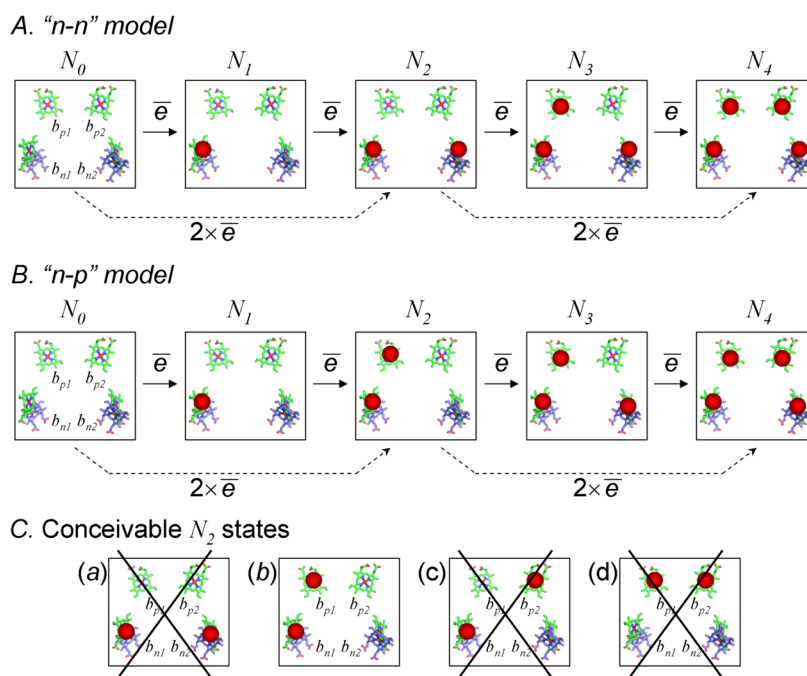 A. “n-n” model
N0 N1 N2 N3 N4
e e e e
bp1 bp2
bn1 bn2
2×e 2×e
B. “n-p” model
N0 N1 N2 N3 N4
e e e e
bp1 bp2
bn1 bn2
2×e 2×e
C. Conceivable N2 states
(a) (b) (c) (d)
bp1 bp2 bp1 bp2 bp1 bp2 bp1 bp2
bn1 bn2 bn1 bn2 bn1 bn2 bn1 bn2